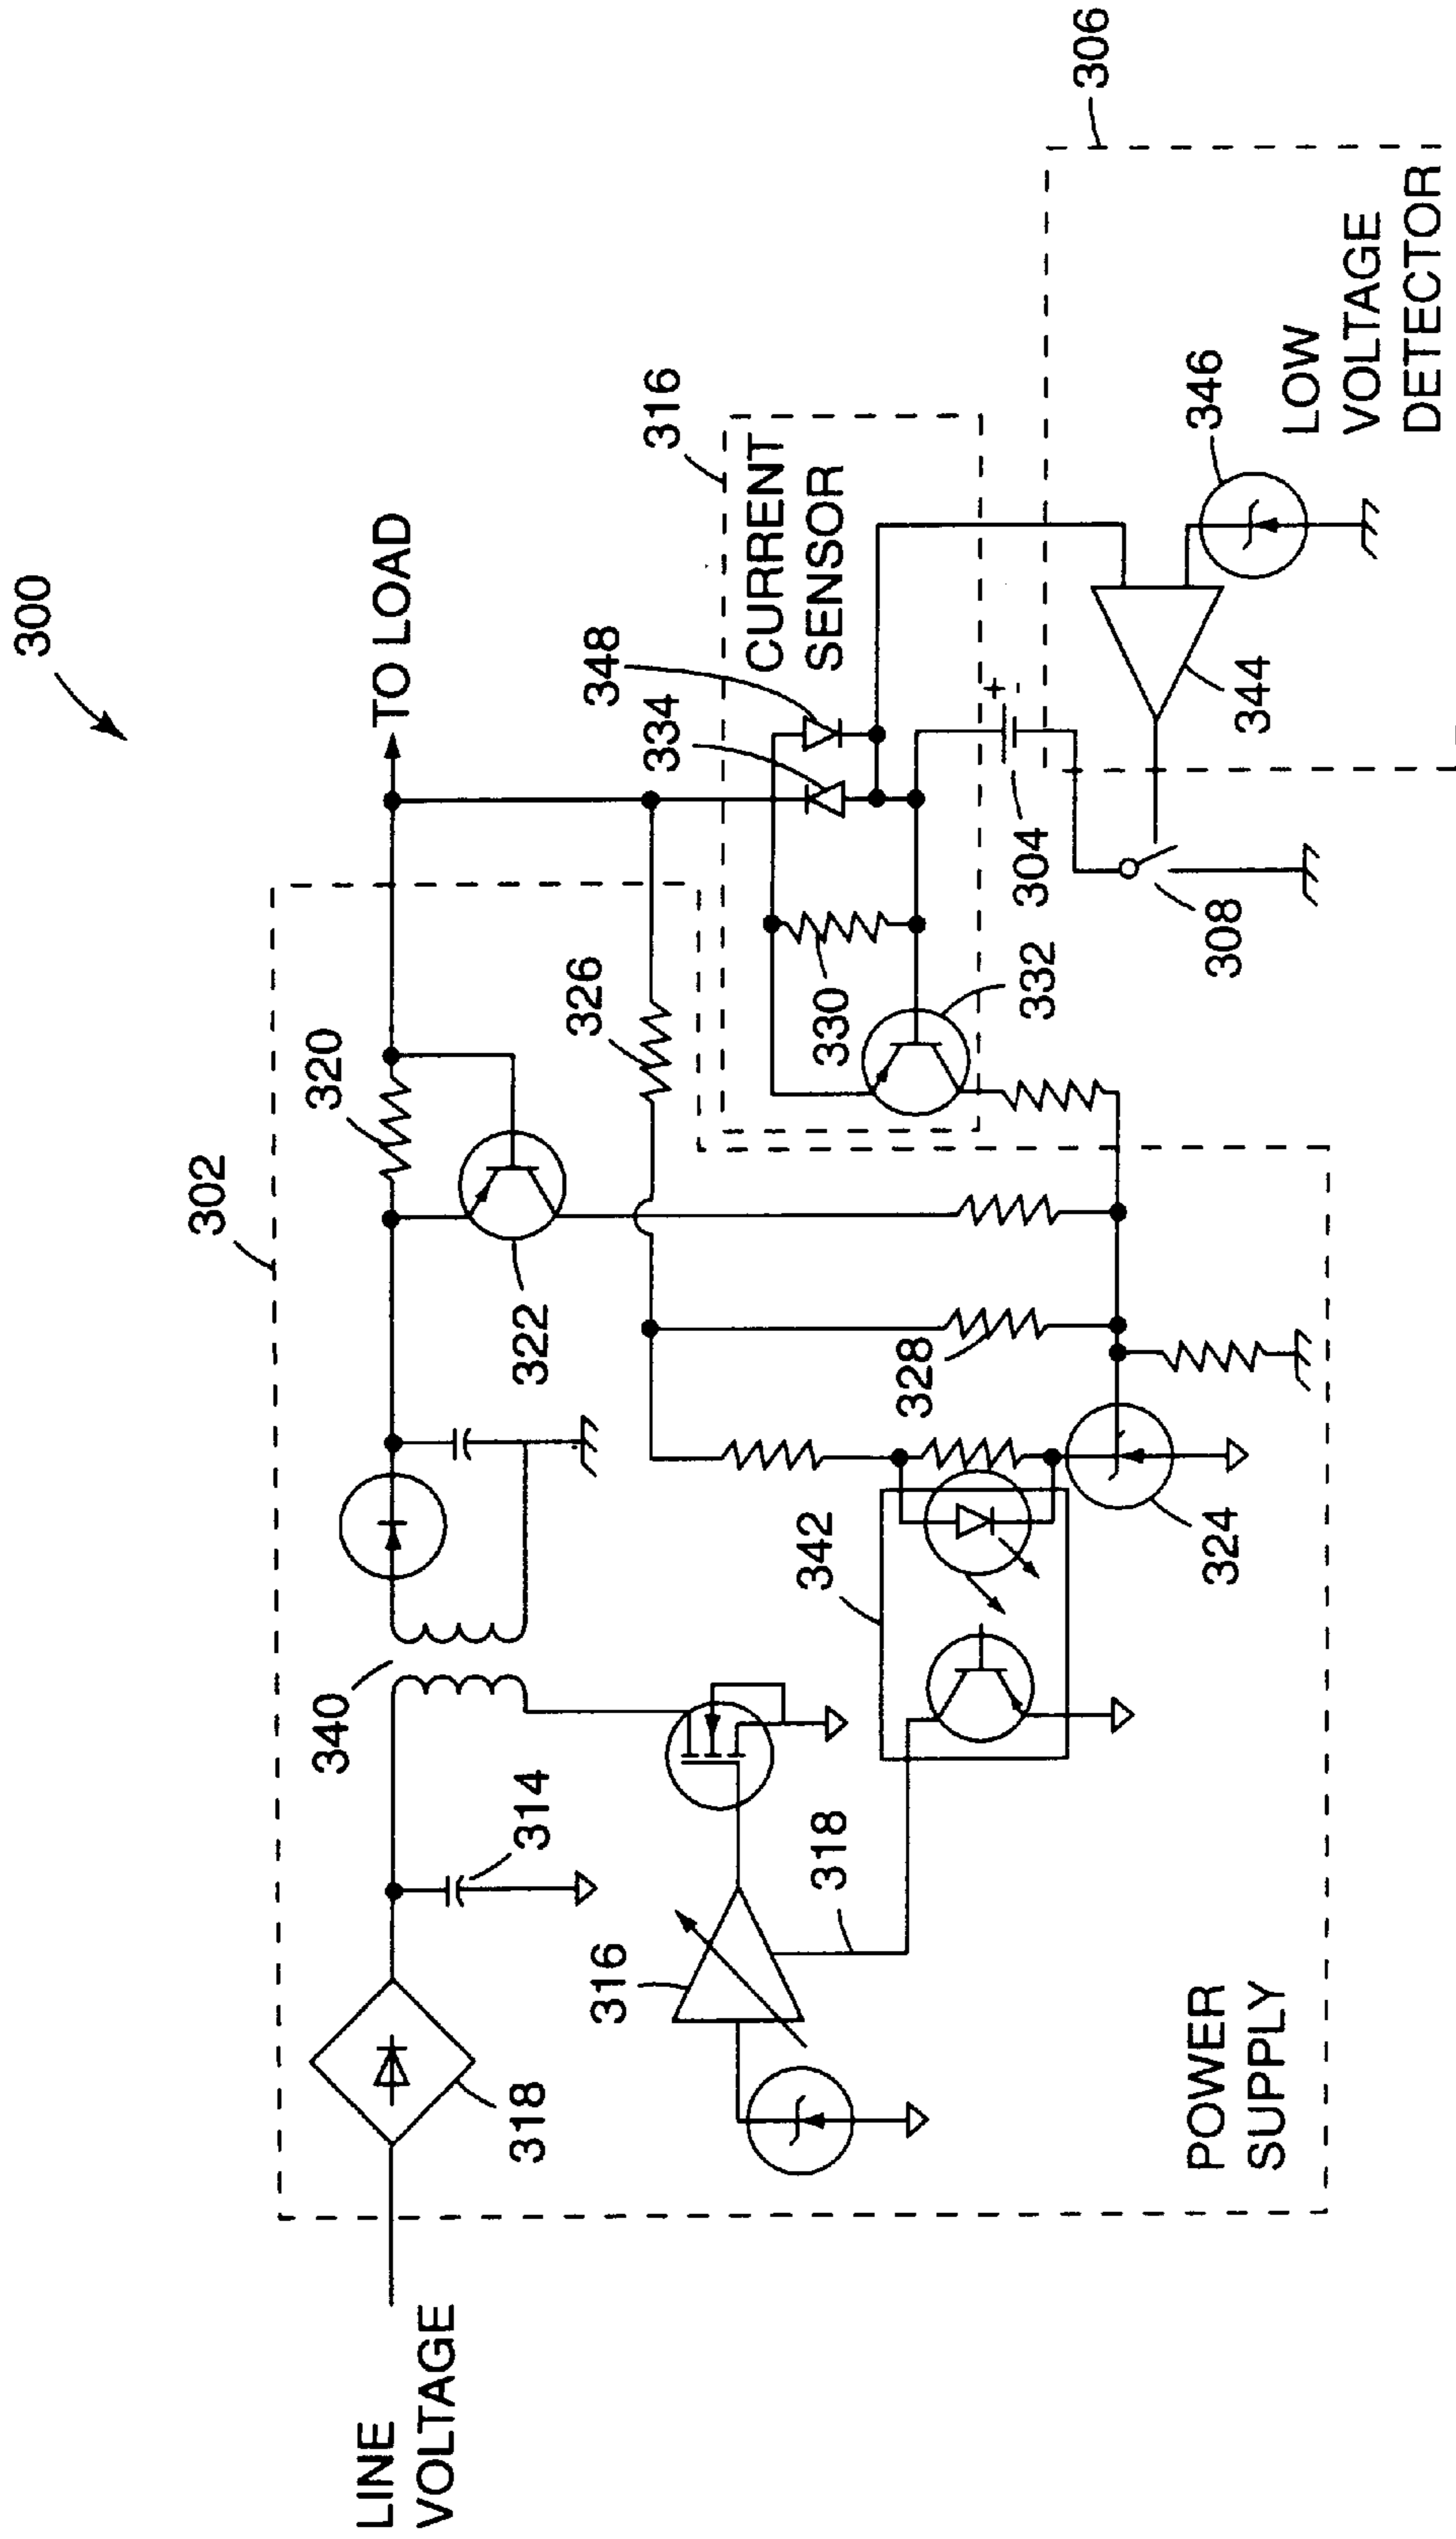 300
302
320
TO LOAD
LINE
VOLTAGE
318
314
340
322
326
334
348
316
CURRENT
SENSOR
316
318
342
328
330
332
304
308
306
324
344
346
POWER
SUPPLY
LOW
VOLTAGE
DETECTOR
+
-